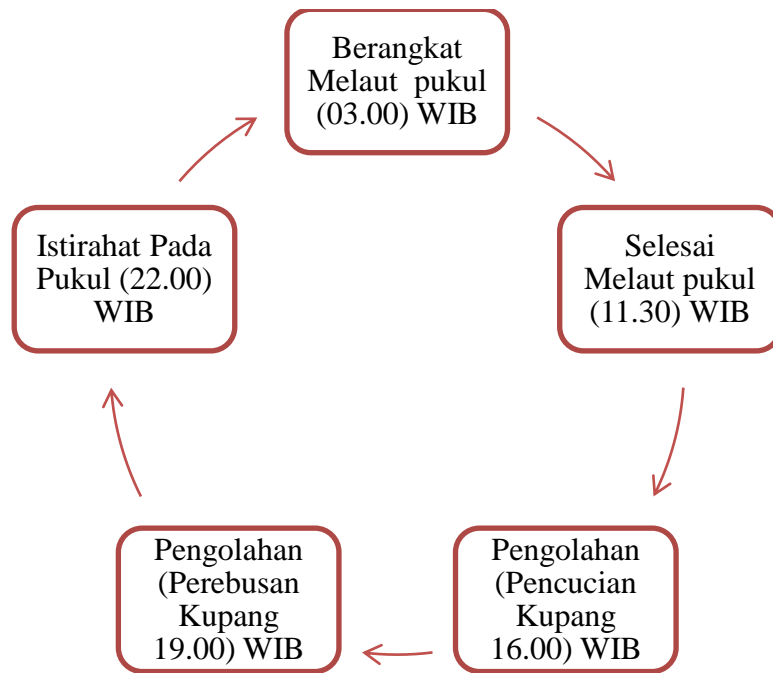 Berangkat
Melaut pukul
(03.00) WIB
Selesai
Melaut pukul
(11.30) WIB
Pengolahan
(Pencucian
Kupang
16.00) WIB
Pengolahan
(Perebusan
Kupang
19.00) WIB
Istirahat Pada
Pukul (22.00)
WIB